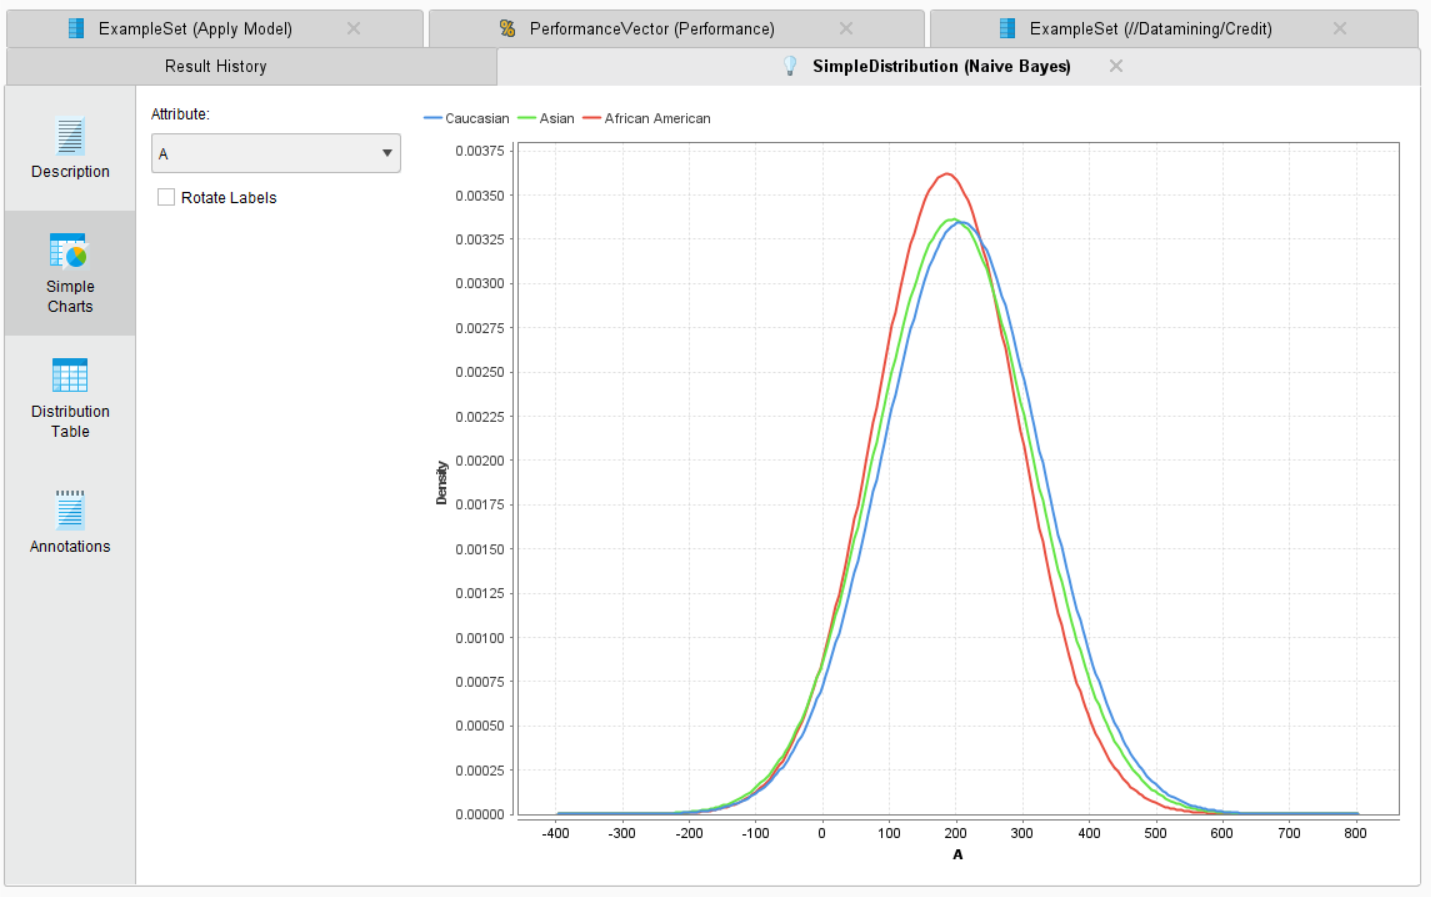 ExampleSet (Apply Model)
PerformanceVector (Performance)
ExampleSet (//Datamining/Credit)
Result History
SimpleDistribution (Naive Bayes)
Description
Simple
Charts
Distribution
Table
Annotations
Attribute:
A
Rotate Labels
Caucasian
Asian
African American
0.00375
0.00350
0.00325
0.00300
0.00275
0.00250
0.00225
0.00200
0.00175
0.00150
0.00125
0.00100
0.00075
0.00050
0.00025
0.00000
Density
-400 -300 -200 -100 0 100 200 300 400 500 600 700 800
A